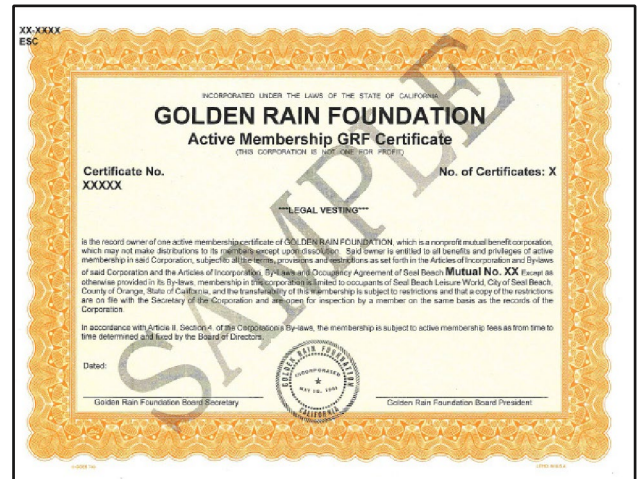 XX-XXXX
ESC
INCORPORATED UNDER THE LAWS OF THE STATE OF CALIFORNIA
GOLDEN RAIN FOUNDATION
Active Membership GRF Certificate
(THIS CORPORATION IS NOT ONE FOR PROFIT)
Certificate No.
XXXXX
No. of Certificates: X
***LEGAL VESTING***
is the record owner of one active membership certificate of GOLDEN RAIN FOUNDATION, which is a nonprofit mutual benefit corporation,
which may not make distributions to its members except upon dissolution. Said owner is entitled to all benefits and privileges of active
membership in said Corporation, subject to all the terms, provisions and restrictions as set forth in the Articles of Incorporation and By-laws
of said Corporation and the Articles of Incorporation, By-Laws and Occupancy Agreement of Seal Beach Mutual No. XX Except as
otherwise provided in its By-laws, membership in this corporation is limited to occupants of Seal Beach Leisure World, City of Seal Beach,
County of Orange, State of California, and the transferability of this membership is subject to restrictions and that a copy of the restrictions
are on file with the Secretary of the Corporation and are open for inspection by a member on the same basis as the records of the
Corporation.
In accordance with Article II, Section 4, of the Corporation's By-laws, the membership is subject to active membership fees as from time to
time determined and fixed by the Board of Directors.
Dated:
GOLDEN RAIN FOUNDATION
INCORPORATED
CALIFORNIA
Golden Rain Foundation Board Secretary
Golden Rain Foundation Board President
SAMPLE